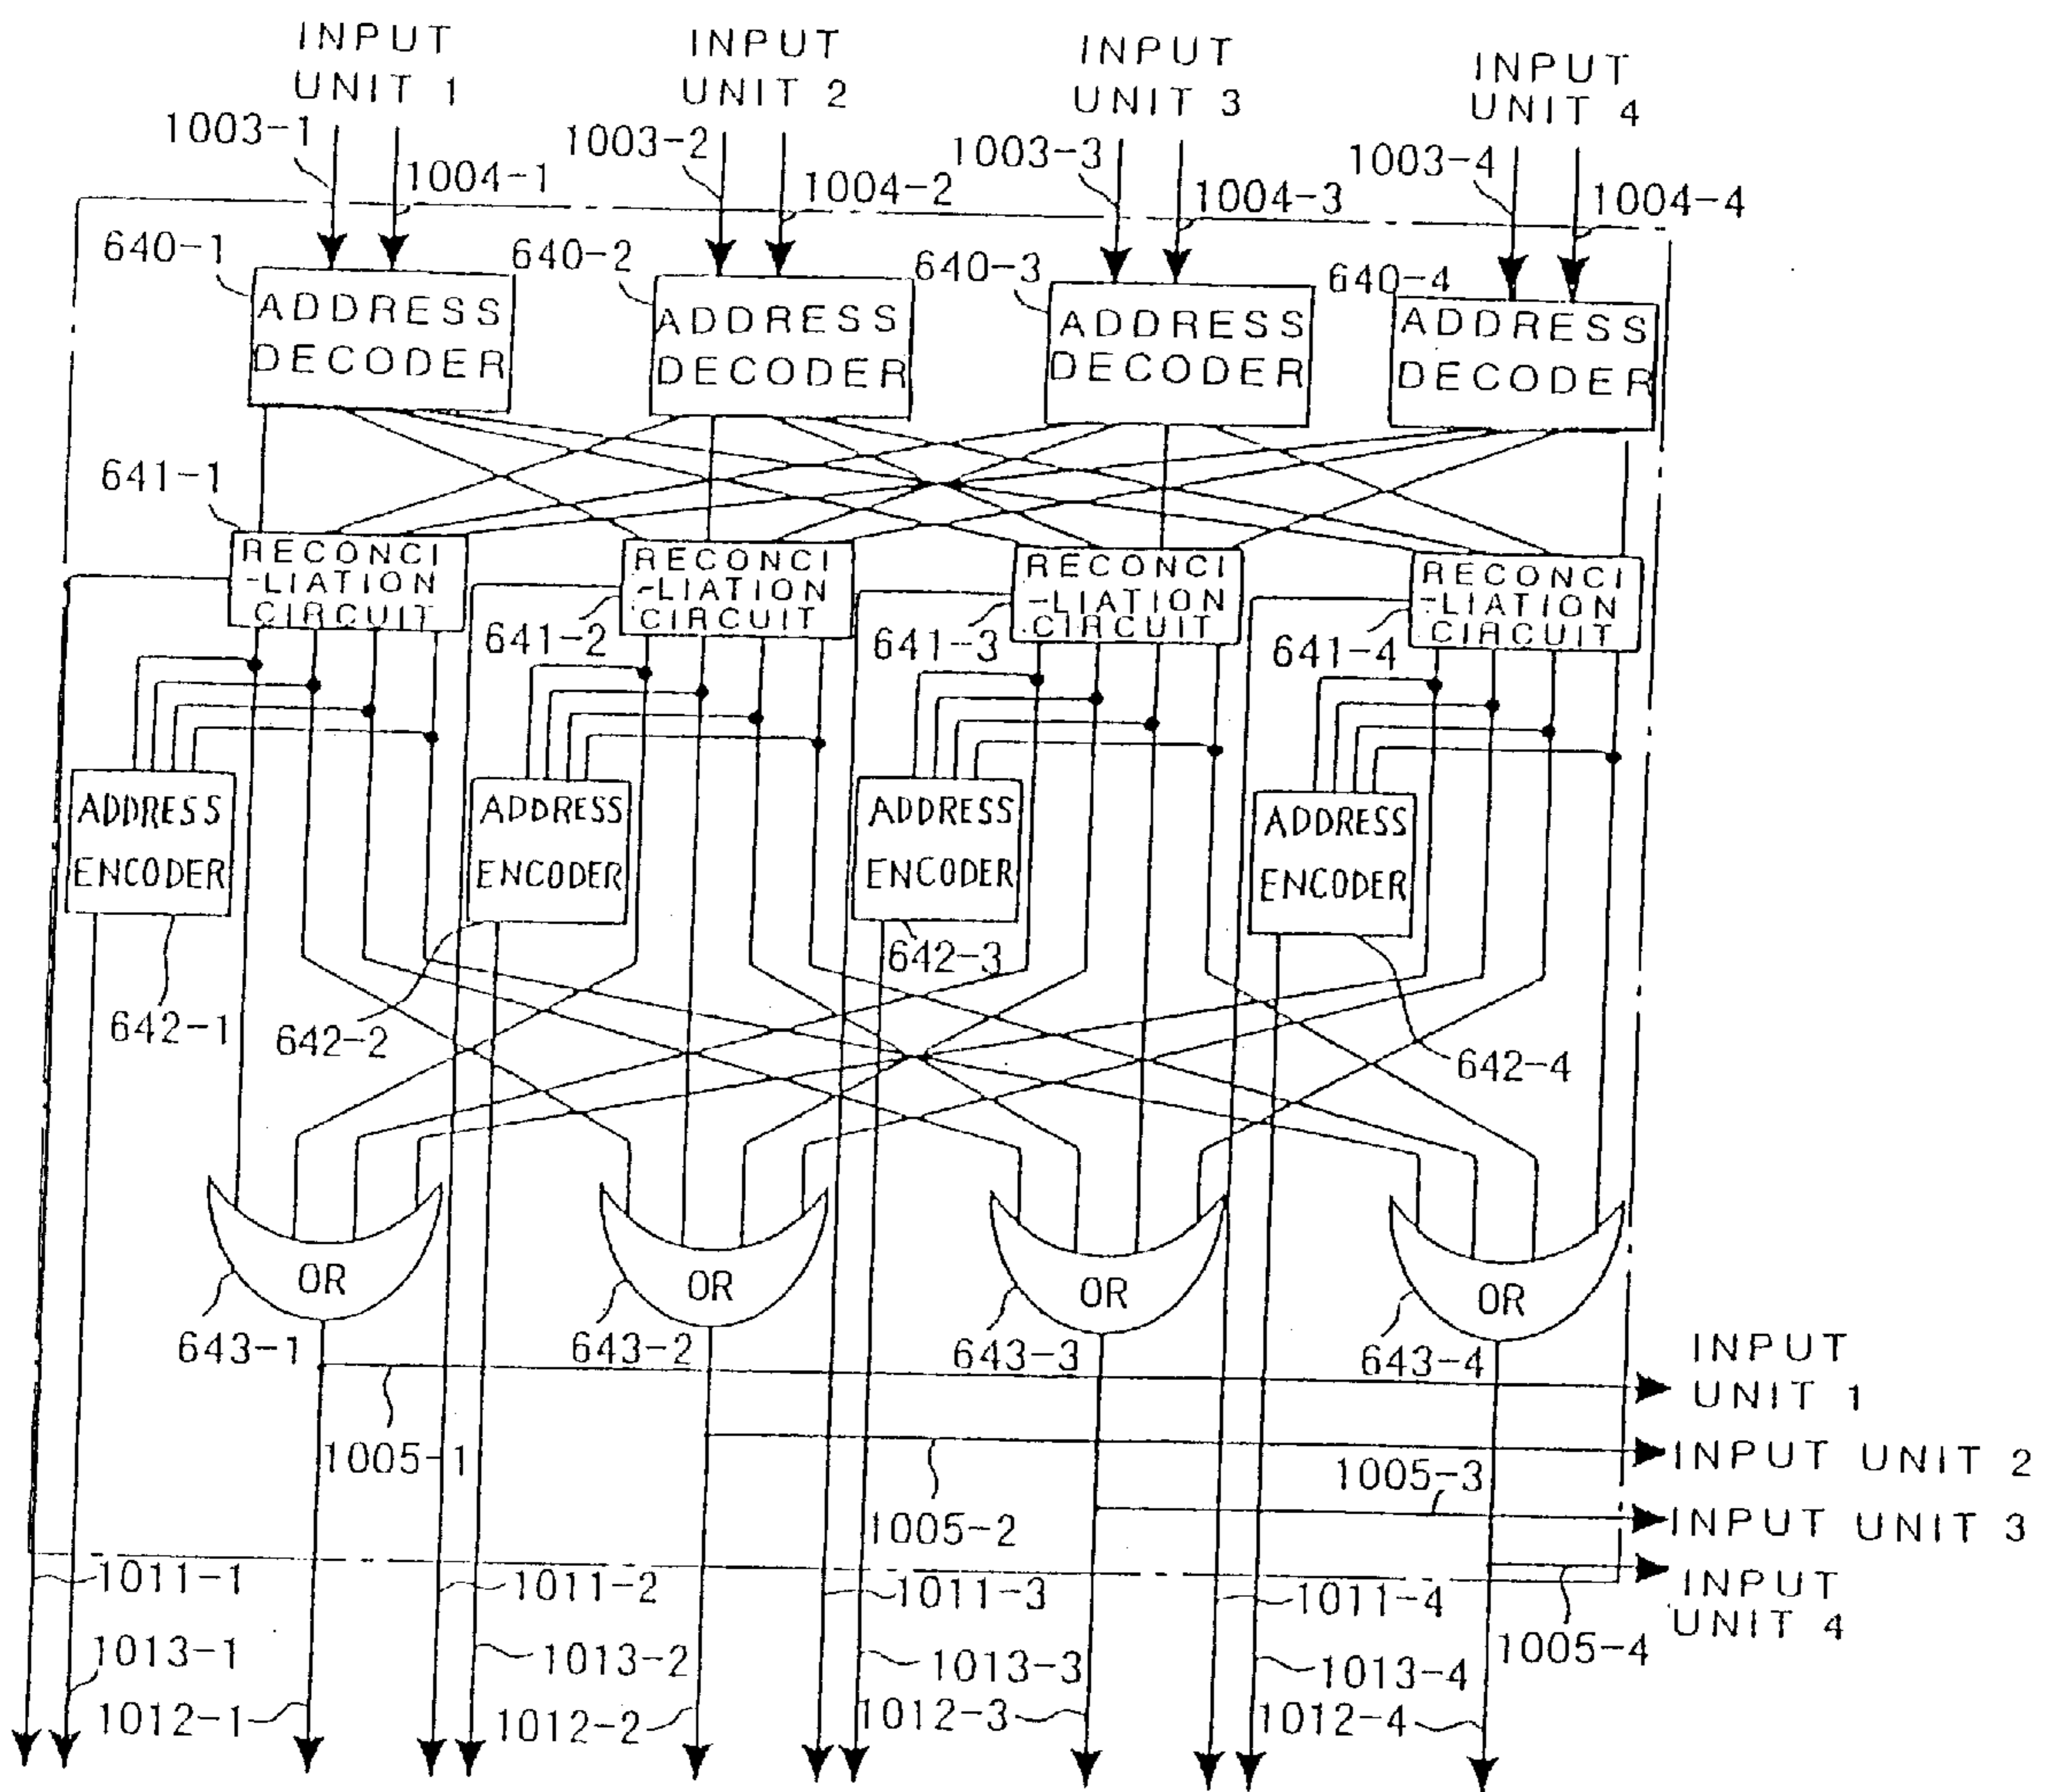 INPUT UNIT 1
INPUT UNIT 2
INPUT UNIT 3
INPUT UNIT 4
1003-1
1004-1
1003-2
1004-2
1003-3
1004-3
1003-4
1004-4
640-1
640-2
640-3
640-4
ADDRESS DECODER
ADDRESS DECODER
ADDRESS DECODER
ADDRESS DECODER
641-1
RECONCI
-LIATION
CIRCUIT
RECONCI
-LIATION
CIRCUIT
RECONCI
-LIATION
CIRCUIT
RECONCI
-LIATION
CIRCUIT
641-2
641-3
641-4
ADDRESS ENCODER
ADDRESS ENCODER
ADDRESS ENCODER
ADDRESS ENCODER
642-1
642-2
642-3
642-4
OR
OR
OR
OR
643-1
643-2
643-3
643-4
INPUT UNIT 1
1005-1
INPUT UNIT 2
1005-2
1005-3
INPUT UNIT 3
INPUT UNIT 4
1005-4
1011-1
1011-2
1011-3
1011-4
1013-1
1013-2
1013-3
1013-4
1012-1
1012-2
1012-3
1012-4